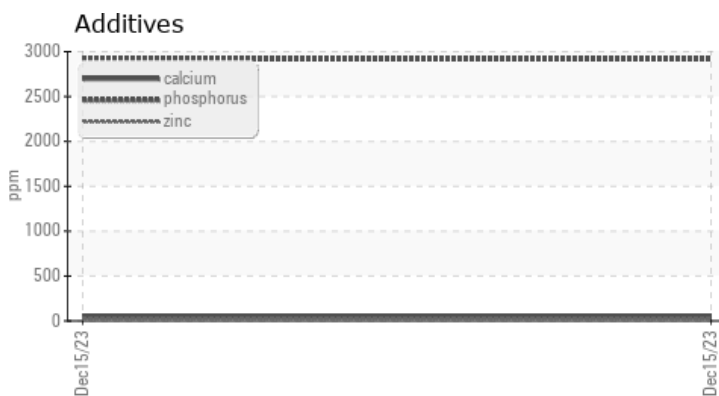 Additives
3000
2500
2000
1500
1000
500
0
ppm
calcium
phosphorus
zinc
Dec15/23
Dec15/23